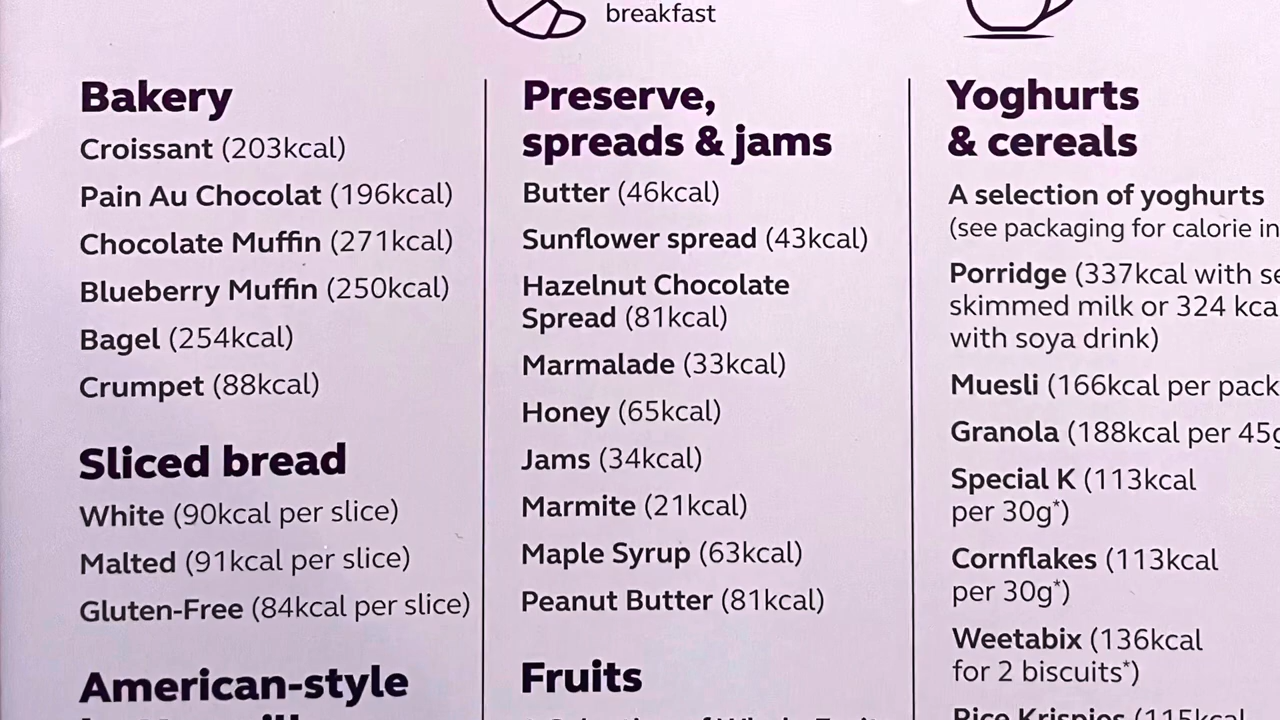 breakfast
Bakery
Croissant (203kcal)
Pain Au Chocolat (196kcal)
Chocolate Muffin (271kcal)
Blueberry Muffin (250kcal)
Bagel (254kcal)
Crumpet (88kcal)
Sliced bread
White (90kcal per slice)
Malted (91kcal per slice)
Gluten-Free (84kcal per slice)
American-style
Preserve,
spreads & jams
Butter (46kcal)
Sunflower spread (43kcal)
Hazelnut Chocolate
Spread (81kcal)
Marmalade (33kcal)
Honey (65kcal)
Jams (34kcal)
Marmite (21kcal)
Maple Syrup (63kcal)
Peanut Butter (81kcal)
Fruits
Yoghurts
& cereals
A selection of yoghurts
(see packaging for calorie in
Porridge (337kcal with se
skimmed milk or 324 kca
with soya drink)
Muesli (166kcal per pack
Granola (188kcal per 45g
Special K (113kcal
per 30g*)
Cornflakes (113kcal
per 30g*)
Weetabix (136kcal
for 2 biscuits*)
Rice Krispies (115kcal